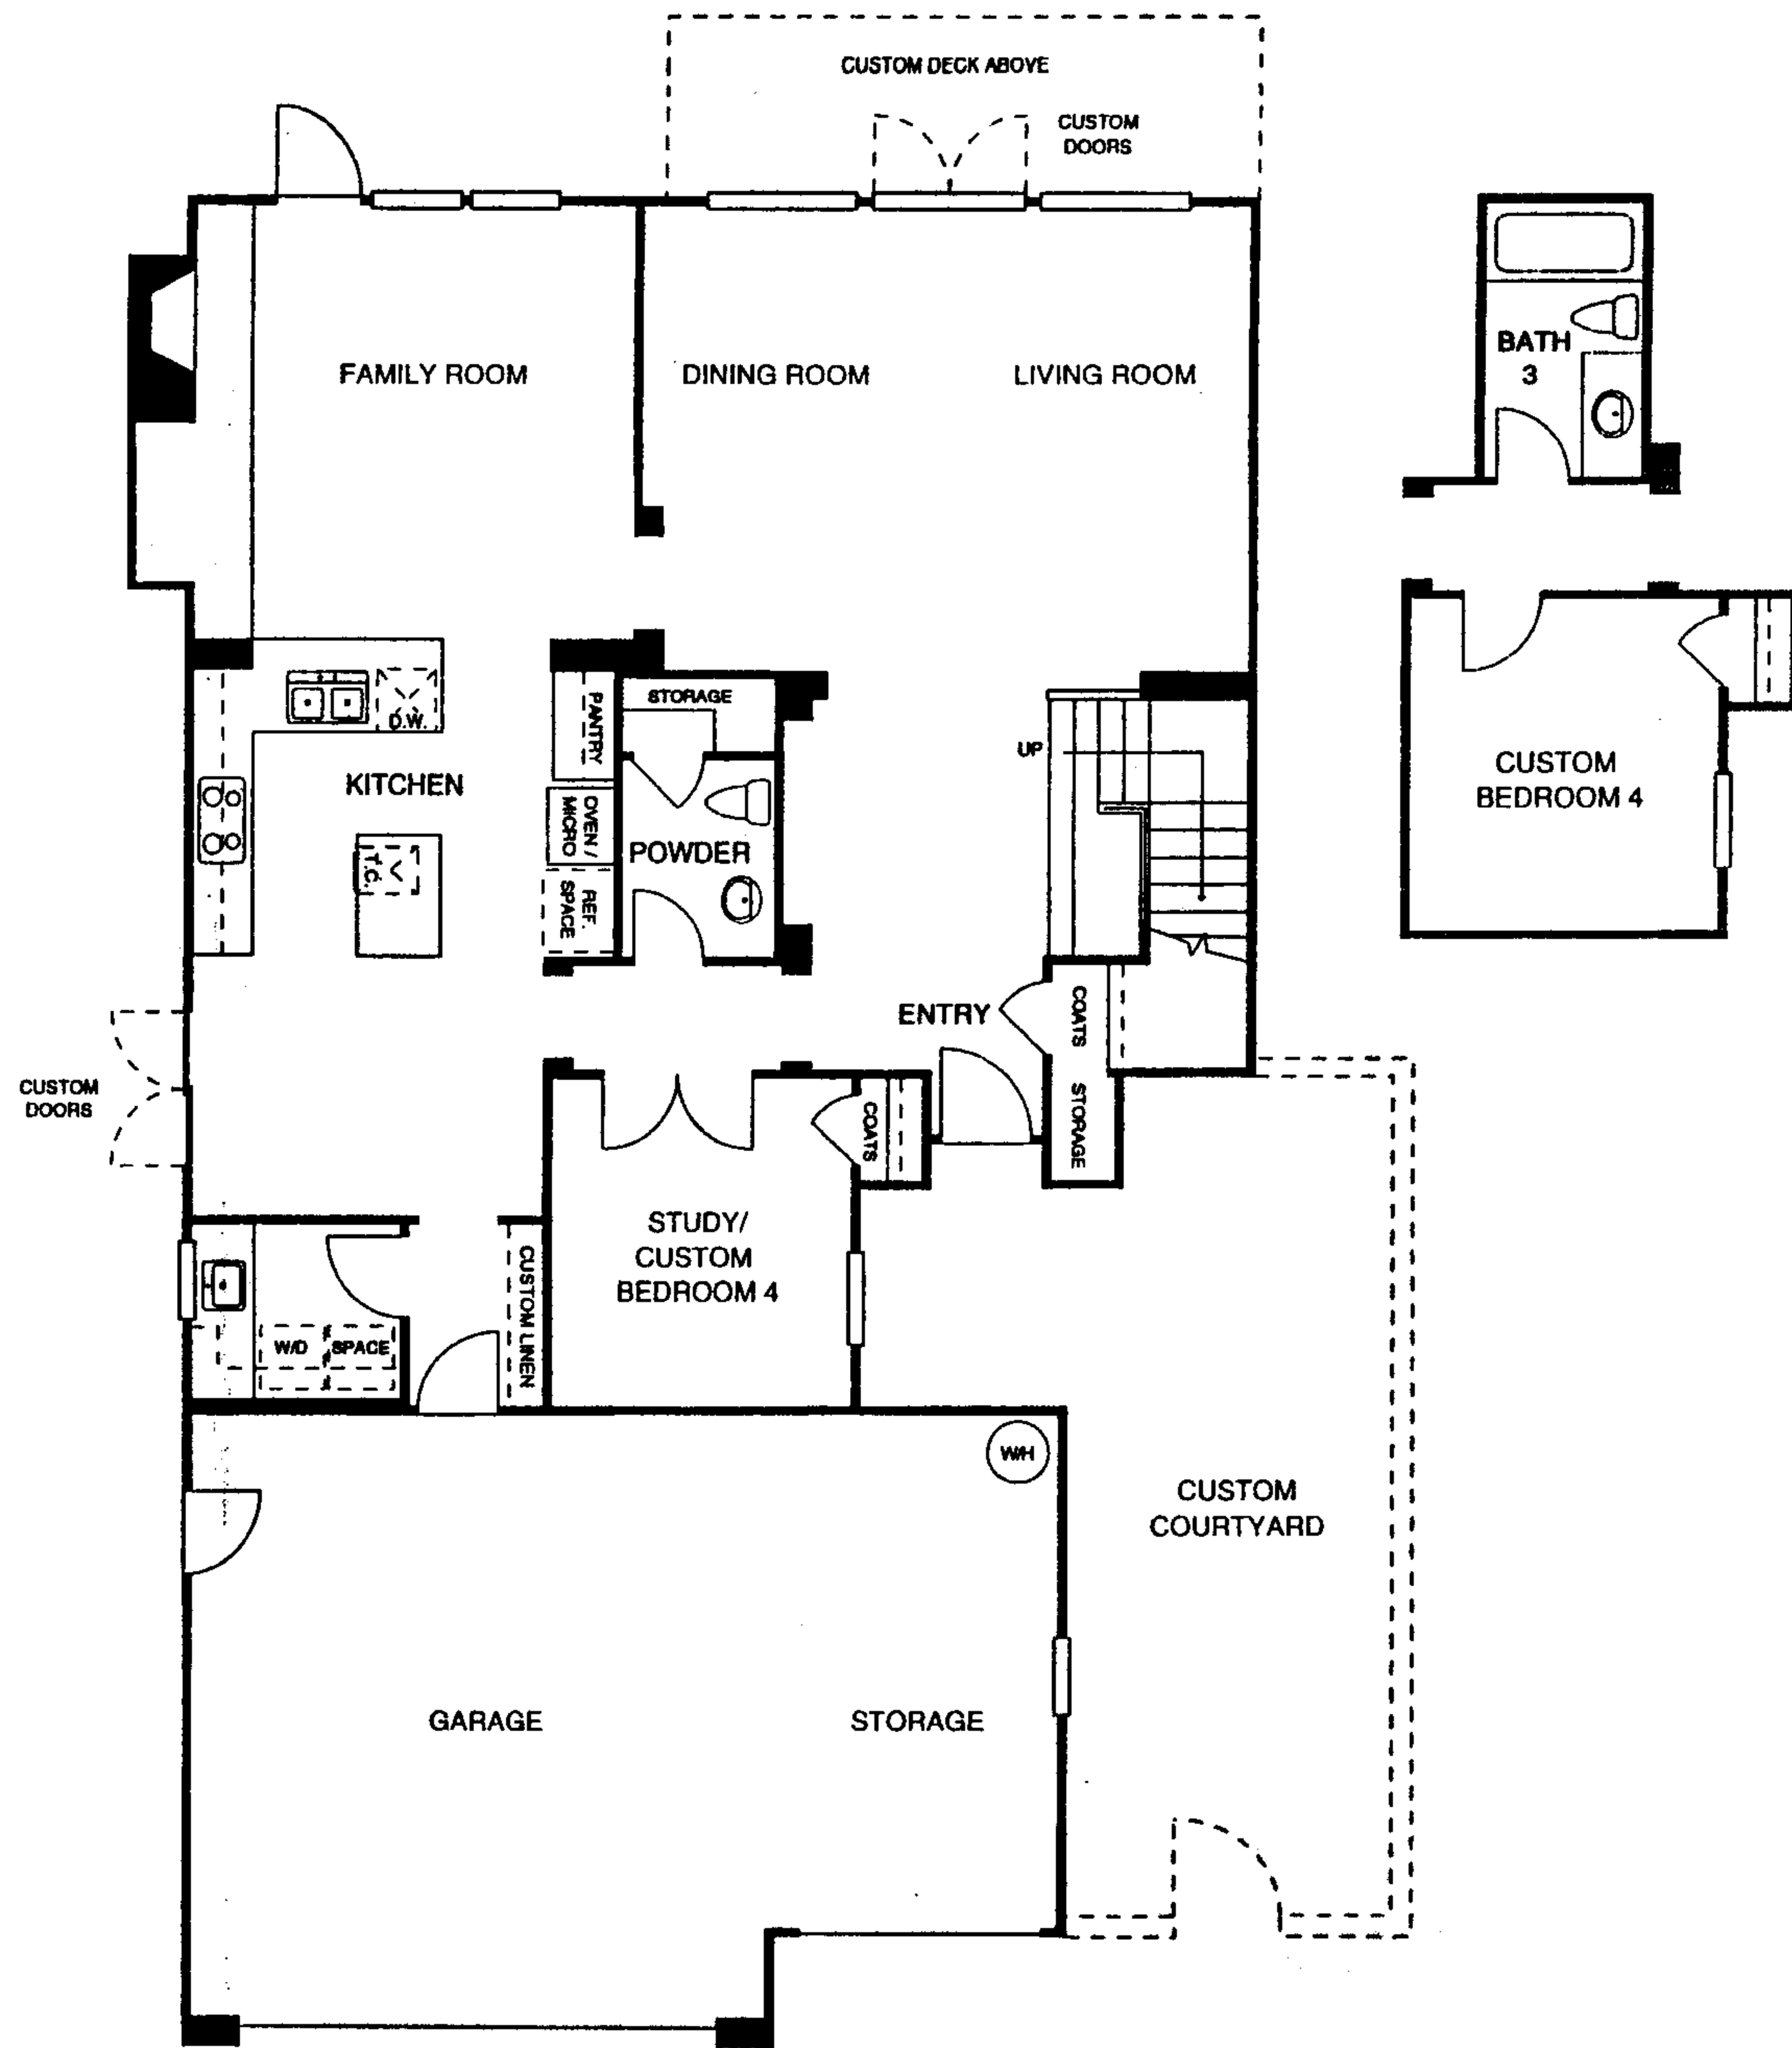 CUSTOM DECK ABOVE
CUSTOM
DOORS
FAMILY ROOM
DINING ROOM
LIVING ROOM
BATH
3
STORAGE
PANTRY
D.W.
UP
KITCHEN
CUSTOM
BEDROOM 4
OVEN /
MICRO
T.C.
POWDER
REF.
SPACE
ENTRY
COATS
STORAGE
CUSTOM
DOORS
COATS
STUDY/
CUSTOM
BEDROOM 4
CUSTOM LINEN
W/D
SPACE
W/H
CUSTOM
COURTYARD
GARAGE
STORAGE